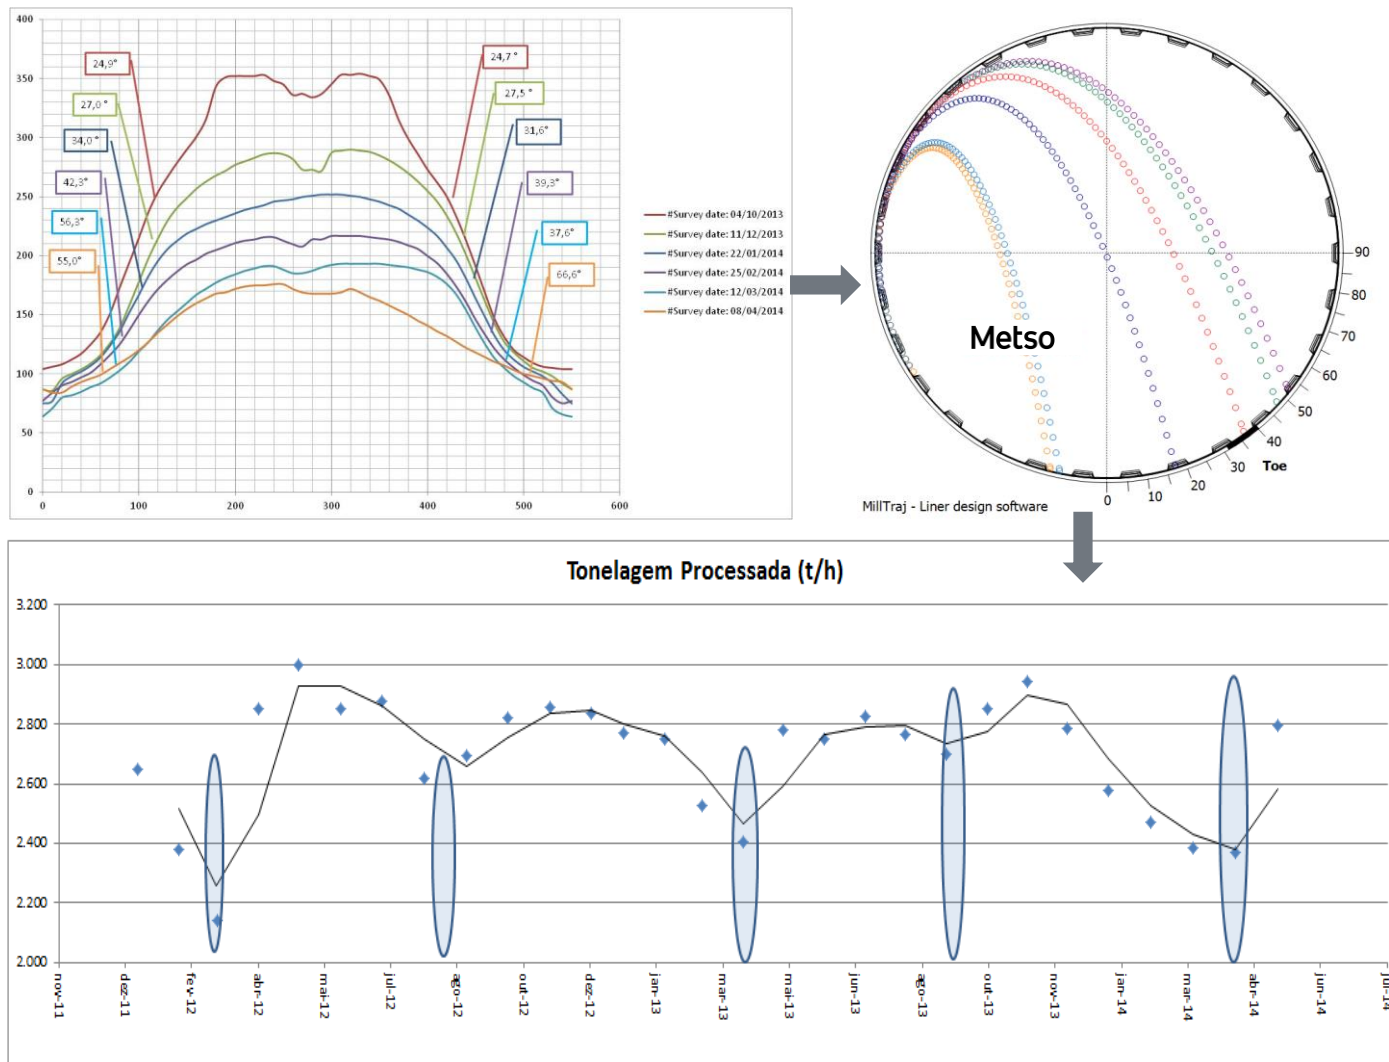 400
350
300
250
200
150
100
50
0
0 100 200 300 400 500 600
24,9°
27,0°
34,0°
42,3°
56,3°
55,0°
24,7°
27,5°
31,6°
39,3°
37,6°
66,6°
#Survey date: 04/10/2013
#Survey date: 11/12/2013
#Survey date: 22/01/2014
#Survey date: 25/02/2014
#Survey date: 12/03/2014
#Survey date: 08/04/2014
Metso
90
80
70
60
50
40
30
20
10
0
Toe
MillTraj - Liner design software
Tonelagem Processada (t/h)
3.200
3.000
2.800
2.600
2.400
2.200
2.000
nov-11
dez-11
fev-12
abr-12
mai-12
jul-12
ago-12
out-12
dez-12
jan-13
mar-13
mai-13
jun-13
out-13
nov-13
jan-14
mar-14
abr-14
jun-14
jul-14